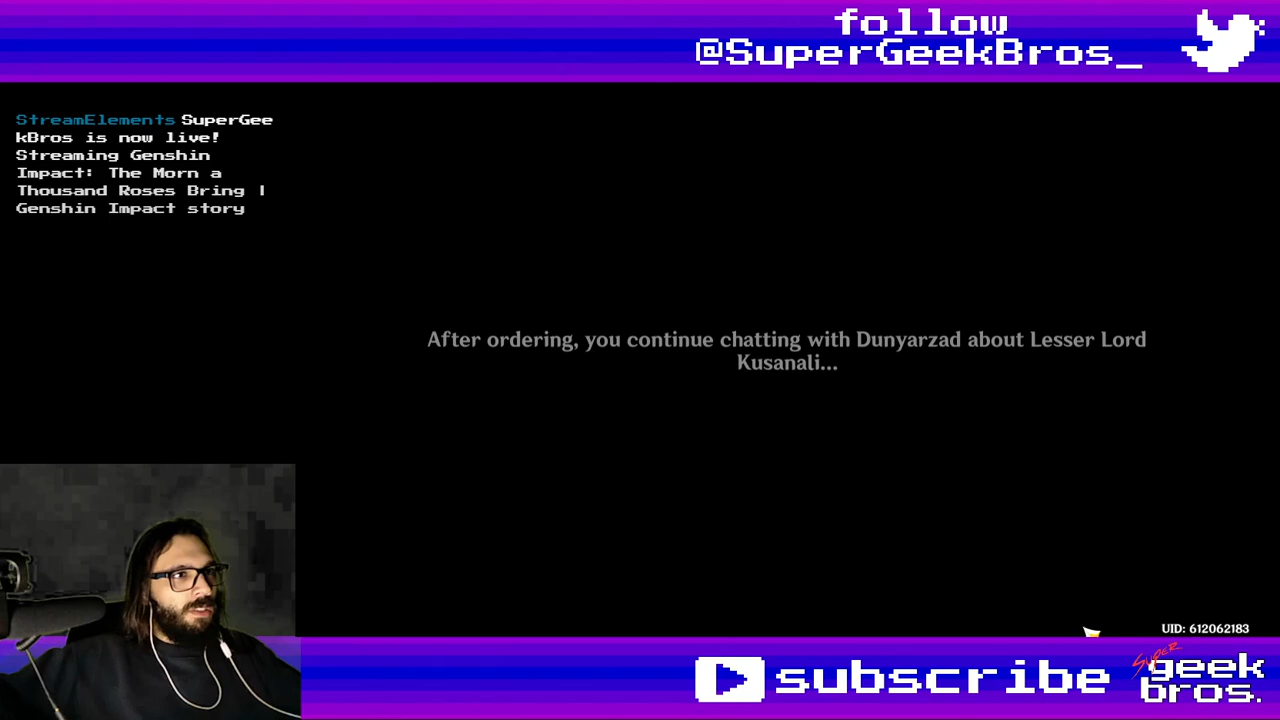 follow
@SuperGeekBros_
StreamElements SuperGee
kBros is now live!
Streaming Genshin
Impact: The Morn a
Thousand Roses Bring |
Genshin Impact story
After ordering, you continue chatting with Dunyarzad about Lesser Lord
Kusanali...
UID: 612062183
subscribe
SUPER
geek
bros.